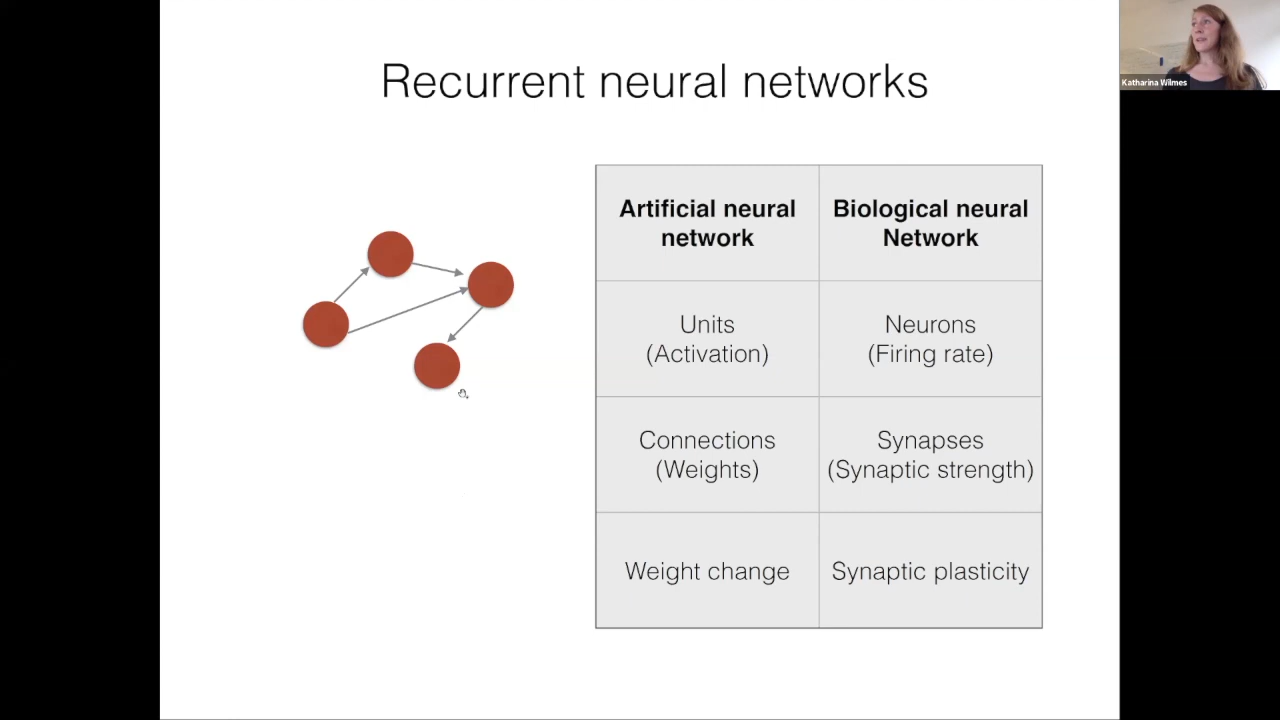 Recurrent neural networks
Katharina Wilmes
Artificial neural
network
Biological neural
Network
Units
(Activation)
Neurons
(Firing rate)
Connections
(Weights)
Synapses
(Synaptic strength)
Weight change
Synaptic plasticity